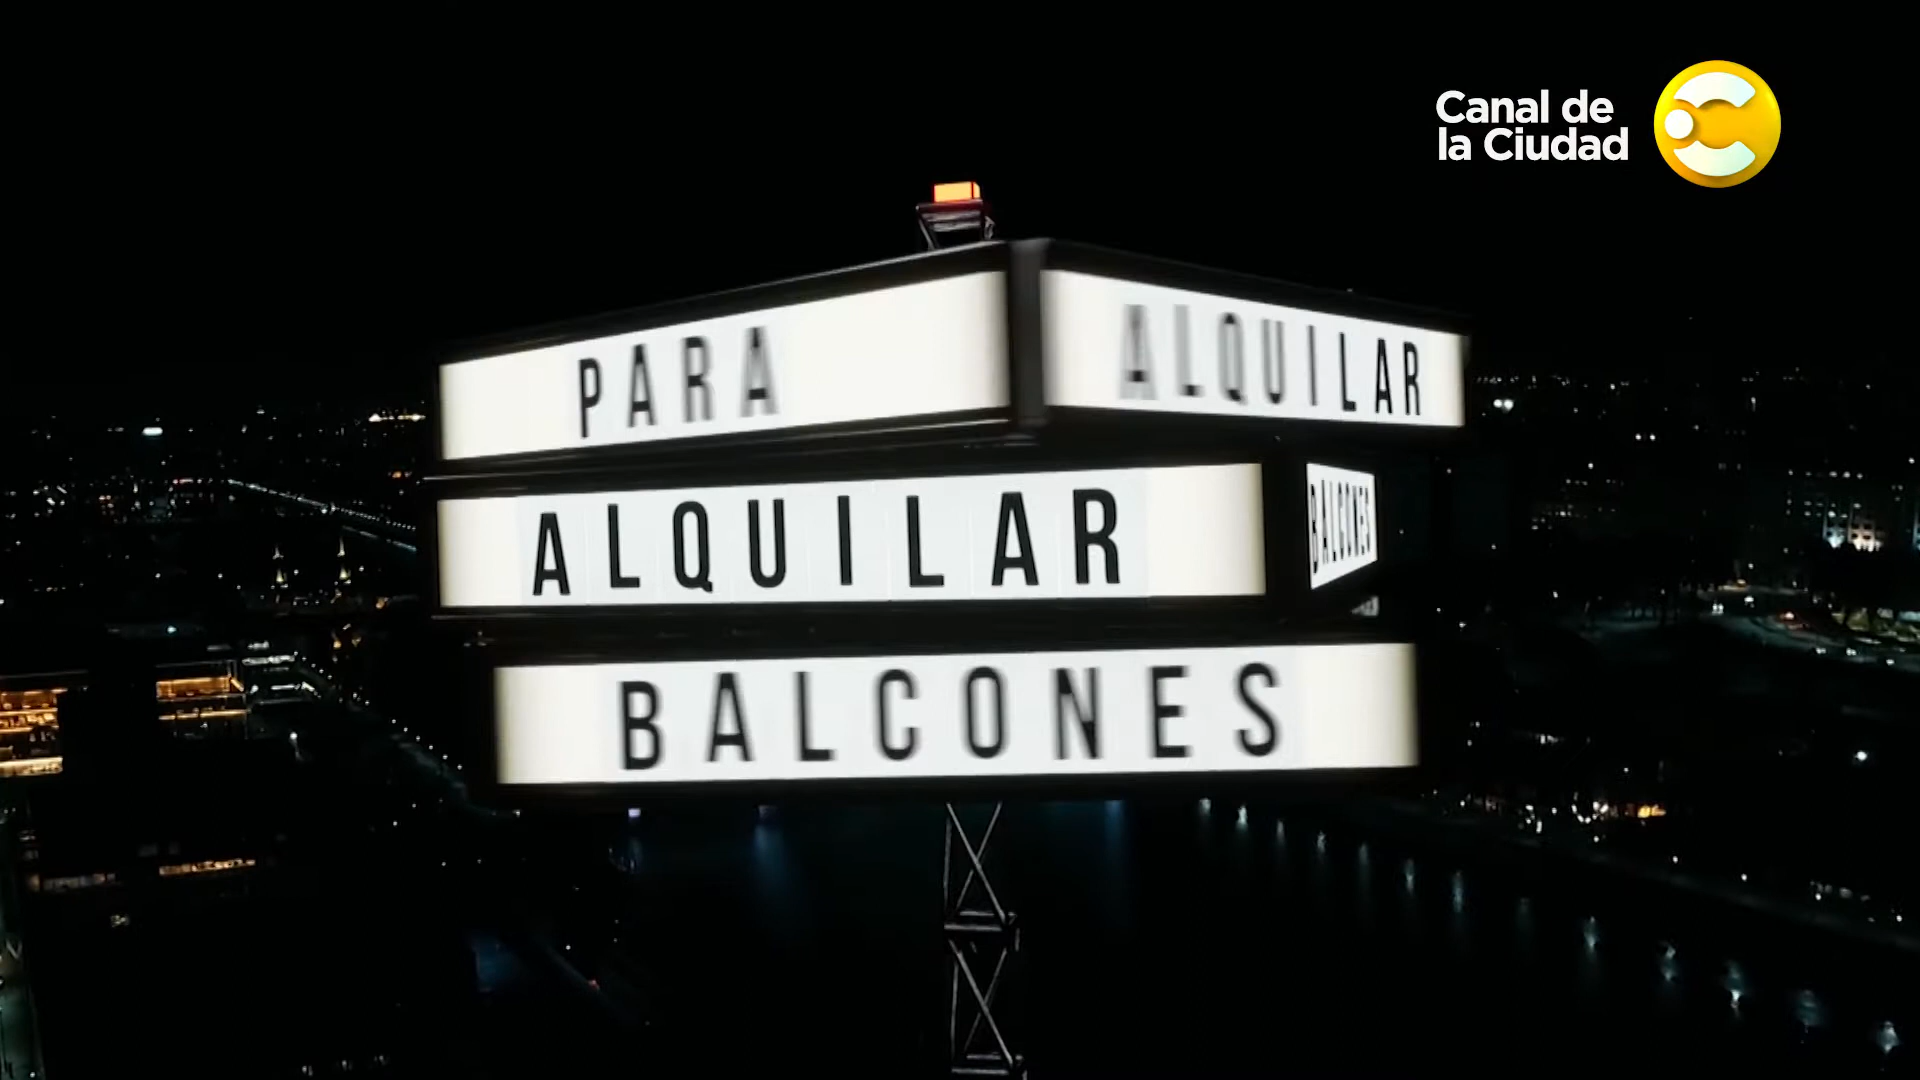 Canal de
la Ciudad
PARA
ALQUILAR
ALQUILAR
BALCONES
BALCONES